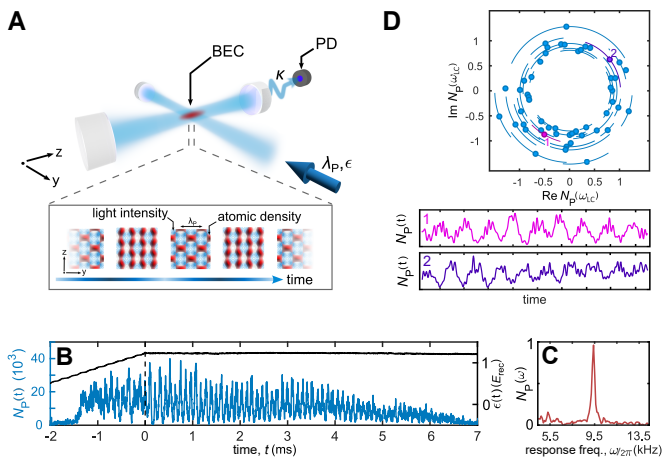 A
BEC
PD
κ
z
y
λP, ϵ
light intensity
λP
atomic density
z
y
time
D
Im NP(ωLC)
1
0.5
0
-0.5
-1
2
1
-1
-0.5
0
0.5
1
Re NP(ωLC)
NP(t)
1
NP(t)
2
time
B
NP(t) (10³)
40
20
0
1
0
ϵ(t)(Erec)
-2
-1
0
1
2
3
4
5
6
7
time, t (ms)
C
NP(ω)
1
0.5
0
5.5
9.5
13.5
response freq., ω/2π(kHz)